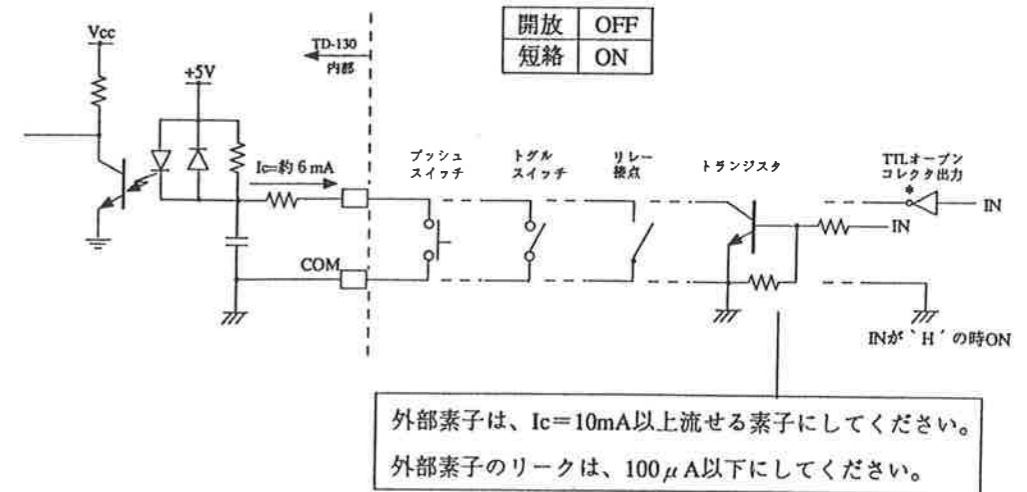 開放 OFF
短絡 ON
Vcc
+5V
TD-130
内部
Ic=約6mA
COM
プッシュ
スイッチ
トグル
スイッチ
リレー
接点
トランジスタ
TTLオープン
コレクタ出力
*
IN
IN
INが`H´の時ON
外部素子は、Ic=10mA以上流せる素子にしてください。
外部素子のリークは、100μA以下にしてください。